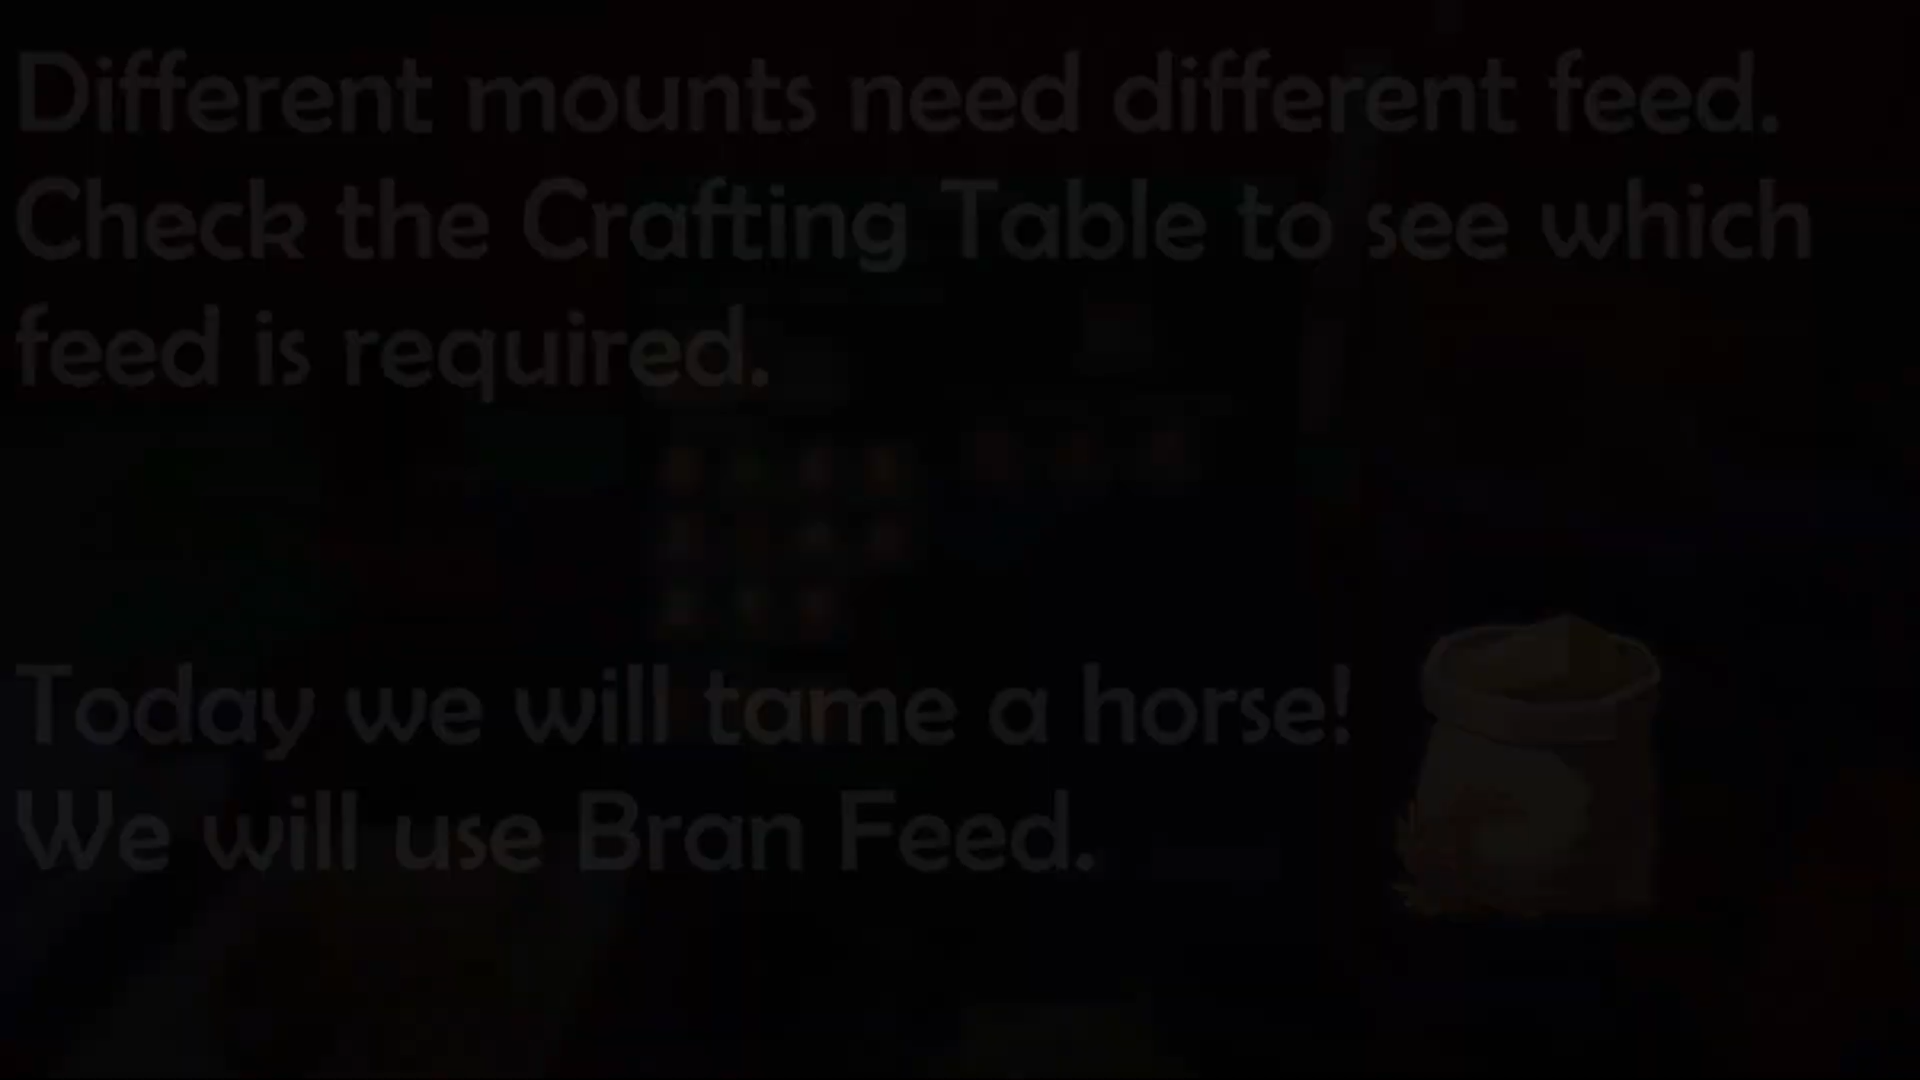 Different mounts need different feed.
Check the Crafting Table to see which
feed is required.
Today we will tame a horse!
We will use Bran Feed.